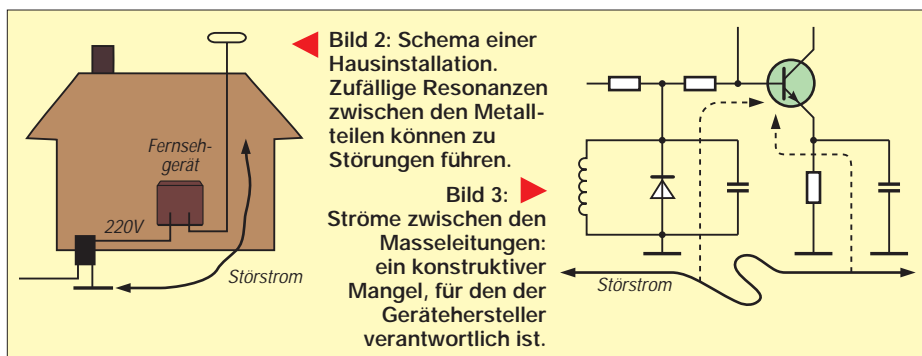 Bild 2: Schema einer
Hausinstallation.
Zufällige Resonanzen
zwischen den Metall-
teilen können zu
Störungen führen.
Fernseh-
gerät
220V
Störstrom
Bild 3:
Ströme zwischen den
Masseleitungen:
ein konstruktiver
Mangel, für den der
Gerätehersteller
verantwortlich ist.
Störstrom